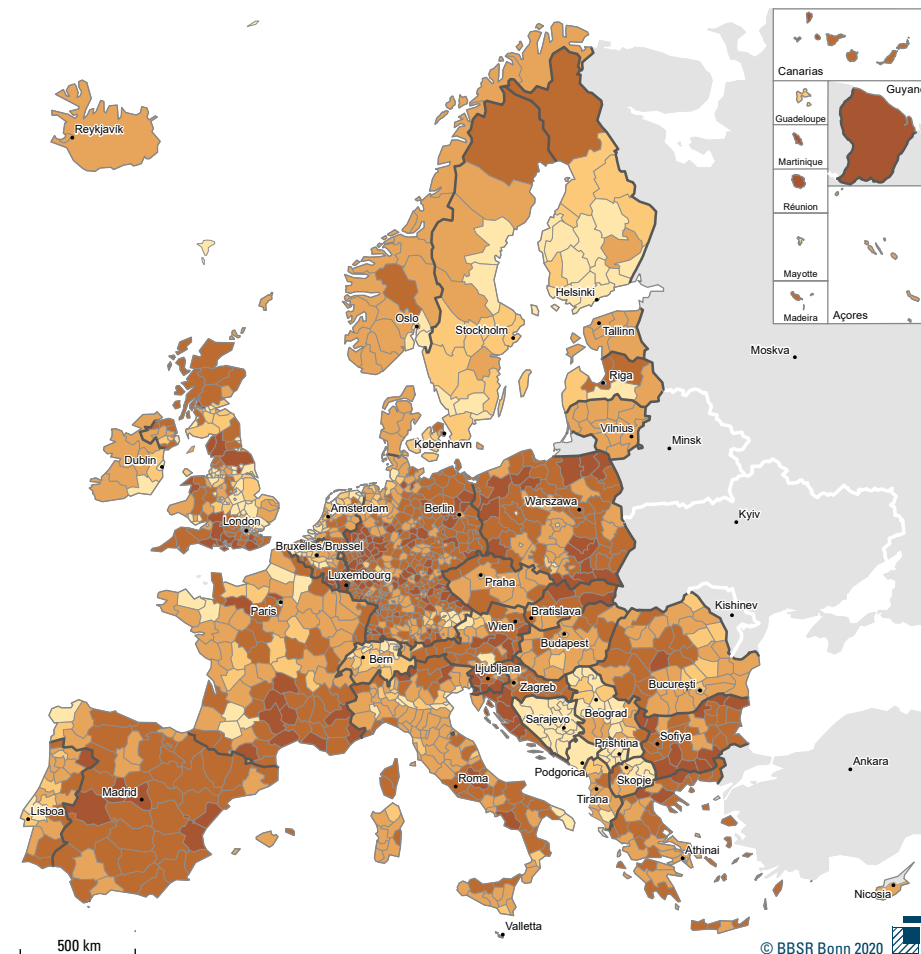 Canarias
Guyane
Guadeloupe
Martinique
Réunion
Mayotte
Madeira
Açores
Reykjavík
Helsinki
Oslo
Stockholm
Tallinn
Moskva
Riga
Vilnius
Minsk
København
Dublin
Amsterdam
Berlin
Warszawa
London
Kyiv
Bruxelles/Brussel
Luxembourg
Praha
Paris
Kishinev
Bratislava
Wien
Budapest
Bern
Ljubljana
Zagreb
Bucureşti
Beograd
Sarajevo
Sofiya
Prishtina
Podgorica
Skopje
Ankara
Roma
Tirana
Madrid
Lisboa
Athinai
Nicosia
Valletta
500 km
© BBSR Bonn 2020